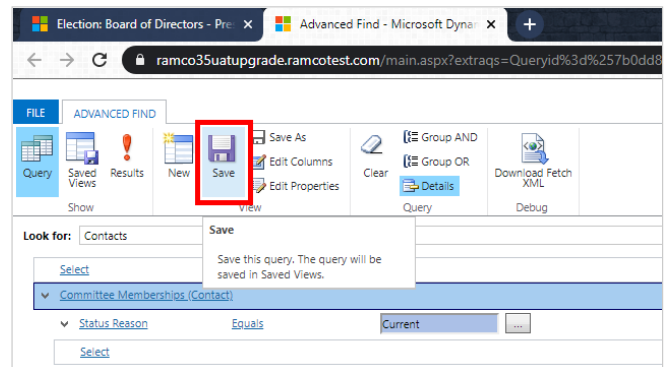 Election: Board of Directors - Pre
Advanced Find - Microsoft Dynan
ramco35uatupgrade.ramcotest.com/main.aspx?extraqs=Queryid%3d%257b0dd8
FILE ADVANCED FIND
Query
Saved Views
Results
New
Save
Save As
Edit Columns
Edit Properties
Clear
Group AND
Group OR
Details
Download Fetch XML
Show
View
Query
Debug
Look for: Contacts
Save
Save this query. The query will be
saved in Saved Views.
Select
Committee Memberships (Contact)
Status Reason Equals Current ...
Select